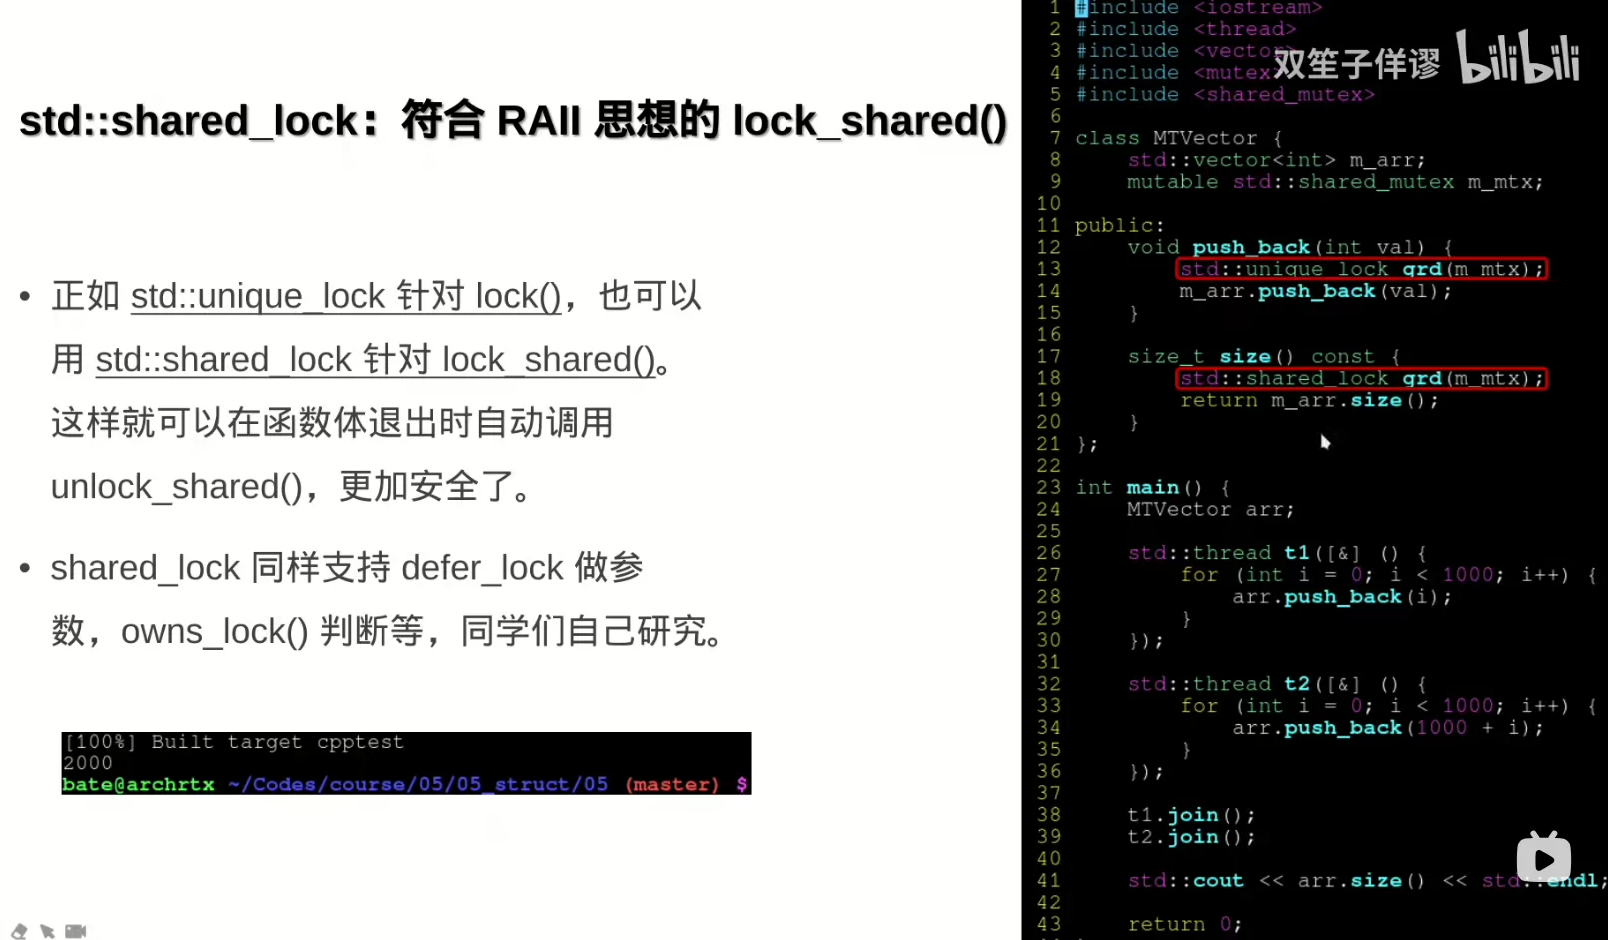 std::shared_lock：符合 RAII 思想的 lock_shared()
• 正如 std::unique_lock 针对 lock()，也可以
用 std::shared_lock 针对 lock_shared()。
这样就可以在函数体退出时自动调用
unlock_shared()，更加安全了。
• shared_lock 同样支持 defer_lock 做参
数，owns_lock() 判断等，同学们自己研究。
[100%] Built target cpptest
2000
bate@archrtx ~/Codes/course/05/05_struct/05 (master) $
双笙子佯谬 bilibili
1 #include <iostream>
2 #include <thread>
3 #include <vector>
4 #include <mutex>
5 #include <shared_mutex>
6
7 class MTVector {
8     std::vector<int> m_arr;
9     mutable std::shared_mutex m_mtx;
10
11 public:
12     void push_back(int val) {
13         std::unique_lock grd(m_mtx);
14         m_arr.push_back(val);
15     }
16
17     size_t size() const {
18         std::shared_lock grd(m_mtx);
19         return m_arr.size();
20     }
21 };
22
23 int main() {
24     MTVector arr;
25
26     std::thread t1([&] () {
27         for (int i = 0; i < 1000; i++) {
28             arr.push_back(i);
29         }
30     });
31
32     std::thread t2([&] () {
33         for (int i = 0; i < 1000; i++) {
34             arr.push_back(1000 + i);
35         }
36     });
37
38     t1.join();
39     t2.join();
40
41     std::cout << arr.size() << std::endl;
42
43     return 0;